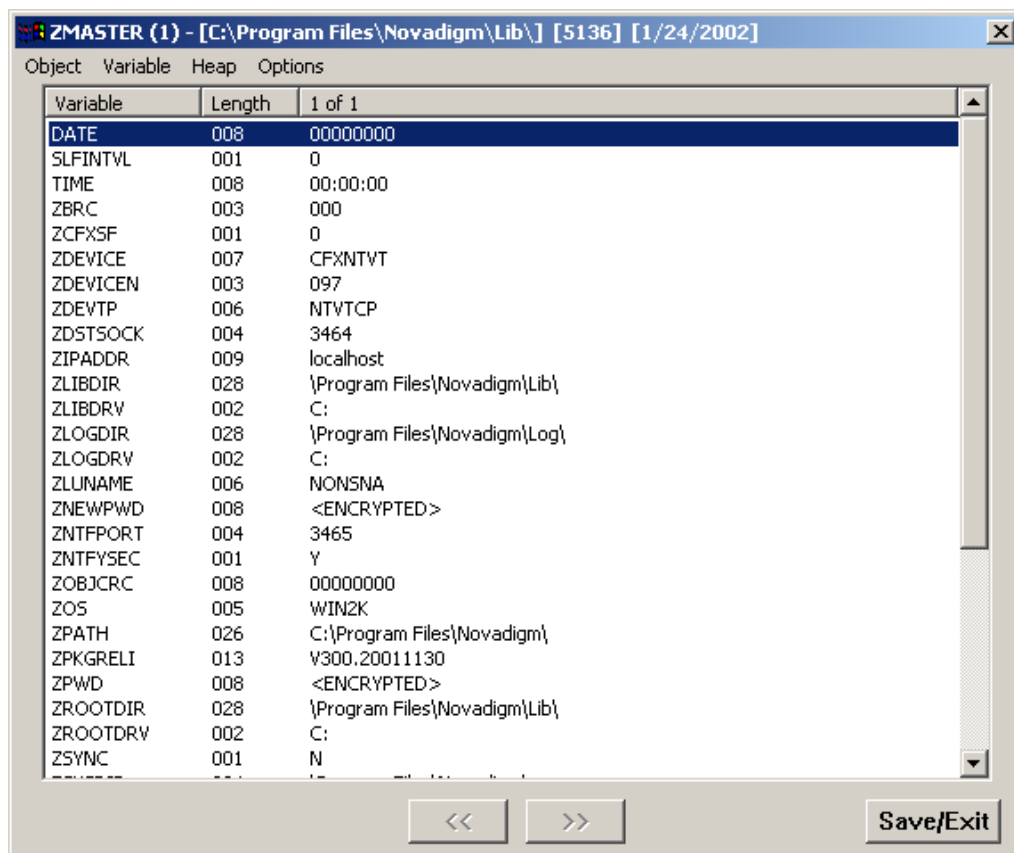 ZMASTER (1) - [C:\Program Files\Novadigm\Lib\] [5136] [1/24/2002]
Object Variable Heap Options
Variable Length 1 of 1
DATE 008 00000000
SLFINTVL 001 0
TIME 008 00:00:00
ZBRC 003 000
ZCFXSF 001 0
ZDEVICE 007 CFXNTVT
ZDEVICEN 003 097
ZDEVTP 006 NTVTCP
ZDSTSOCK 004 3464
ZIPADDR 009 localhost
ZLIBDIR 028 \Program Files\Novadigm\Lib\
ZLIBDRV 002 C:
ZLOGDIR 028 \Program Files\Novadigm\Log\
ZLOGDRV 002 C:
ZLUNAME 006 NONSNA
ZNEWPWD 008 <ENCRYPTED>
ZNTFPORT 004 3465
ZNTFYSEC 001 Y
ZOBJCRC 008 00000000
ZOS 005 WIN2K
ZPATH 026 C:\Program Files\Novadigm\
ZPKGRELI 013 V300.20011130
ZPWD 008 <ENCRYPTED>
ZROOTDIR 028 \Program Files\Novadigm\Lib\
ZROOTDRV 002 C:
ZSYNC 001 N
<< >> Save/Exit